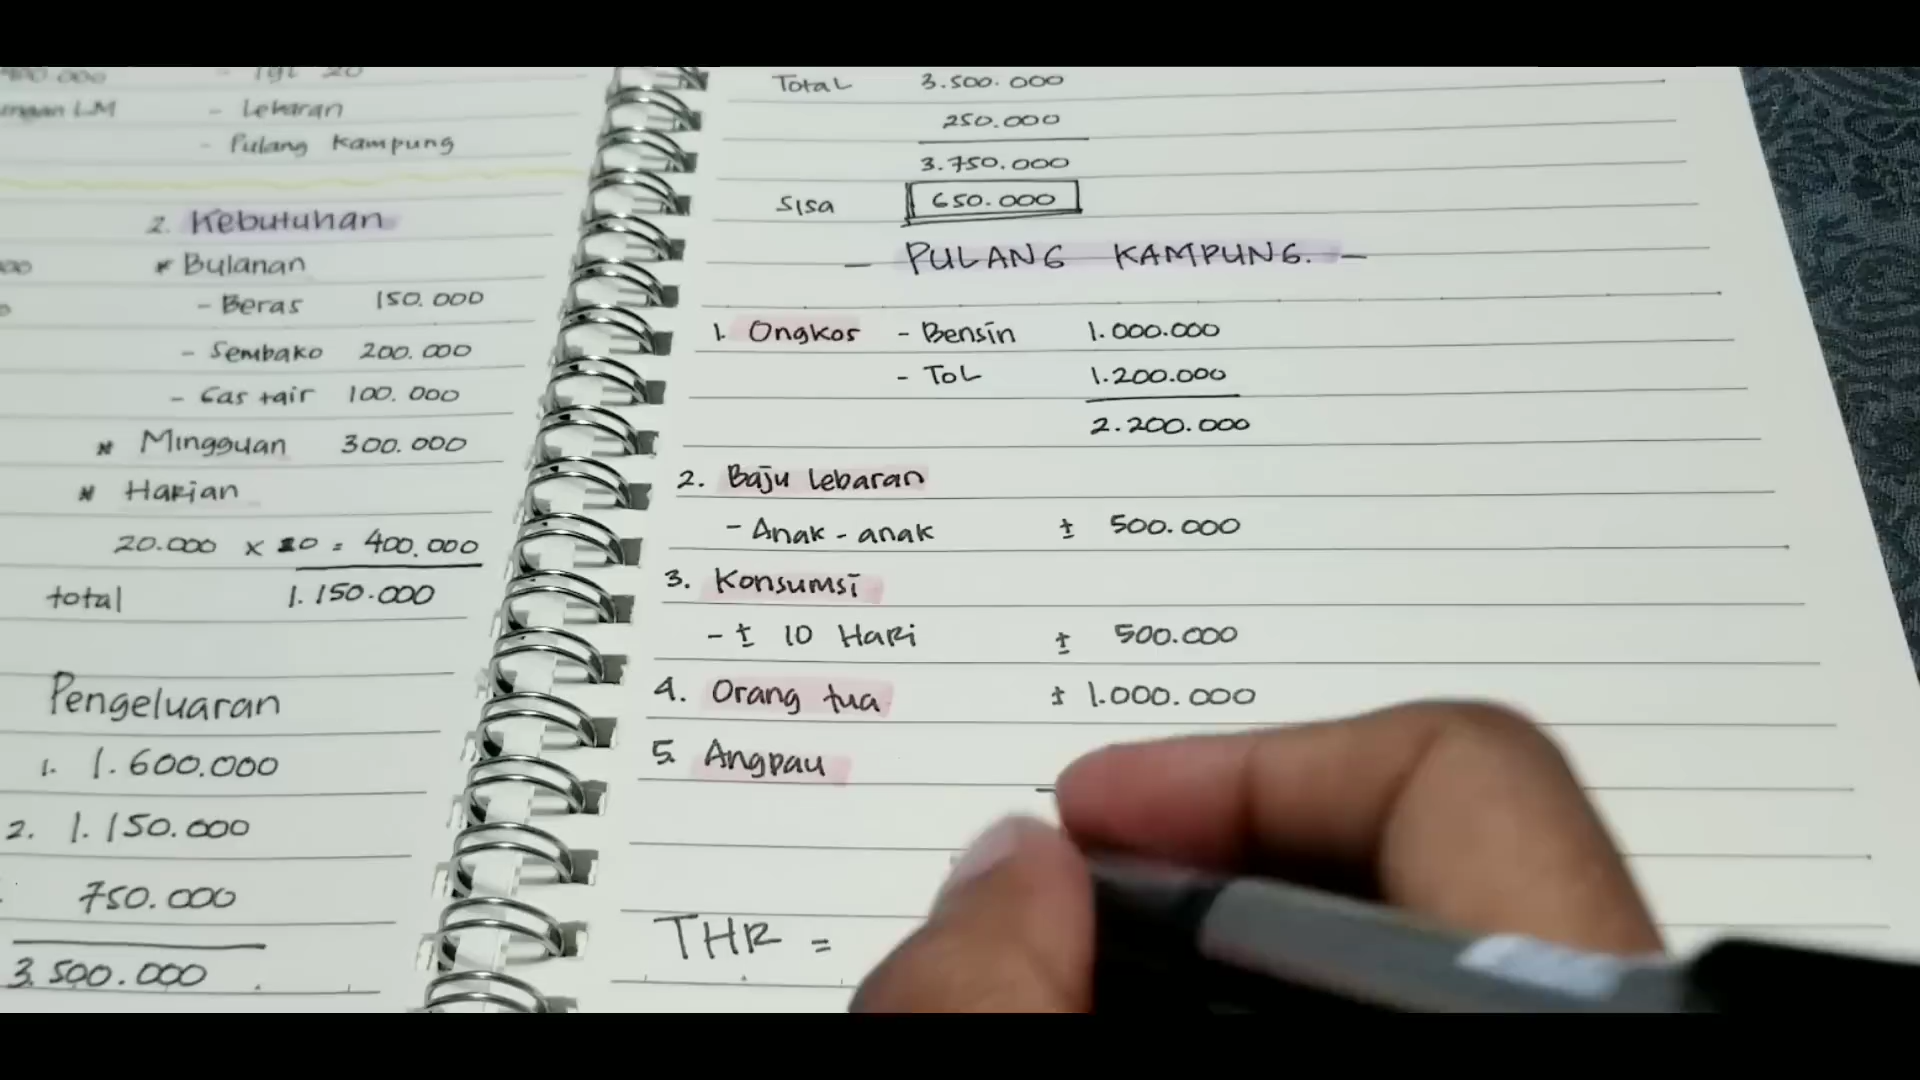 - Tgl 20
LM - Lebaran
- Pulang Kampung
2. Kebutuhan
* Bulanan
- Beras 150.000
- Sembako 200.000
- Gas + air 100.000
* Mingguan 300.000
* Harian
20.000 x 20 = 400.000
total 1.150.000
Pengeluaran
1. 1.600.000
2. 1.150.000
750.000
3.500.000
Total 3.500.000
250.000
3.750.000
Sisa 650.000
- PULANG KAMPUNG. -
1. Ongkos - Bensin 1.000.000
- Tol 1.200.000
2.200.000
2. Baju lebaran
- Anak - anak ± 500.000
3. Konsumsi
- ± 10 Hari ± 500.000
4. Orang tua ± 1.000.000
5. Angpau
THR =